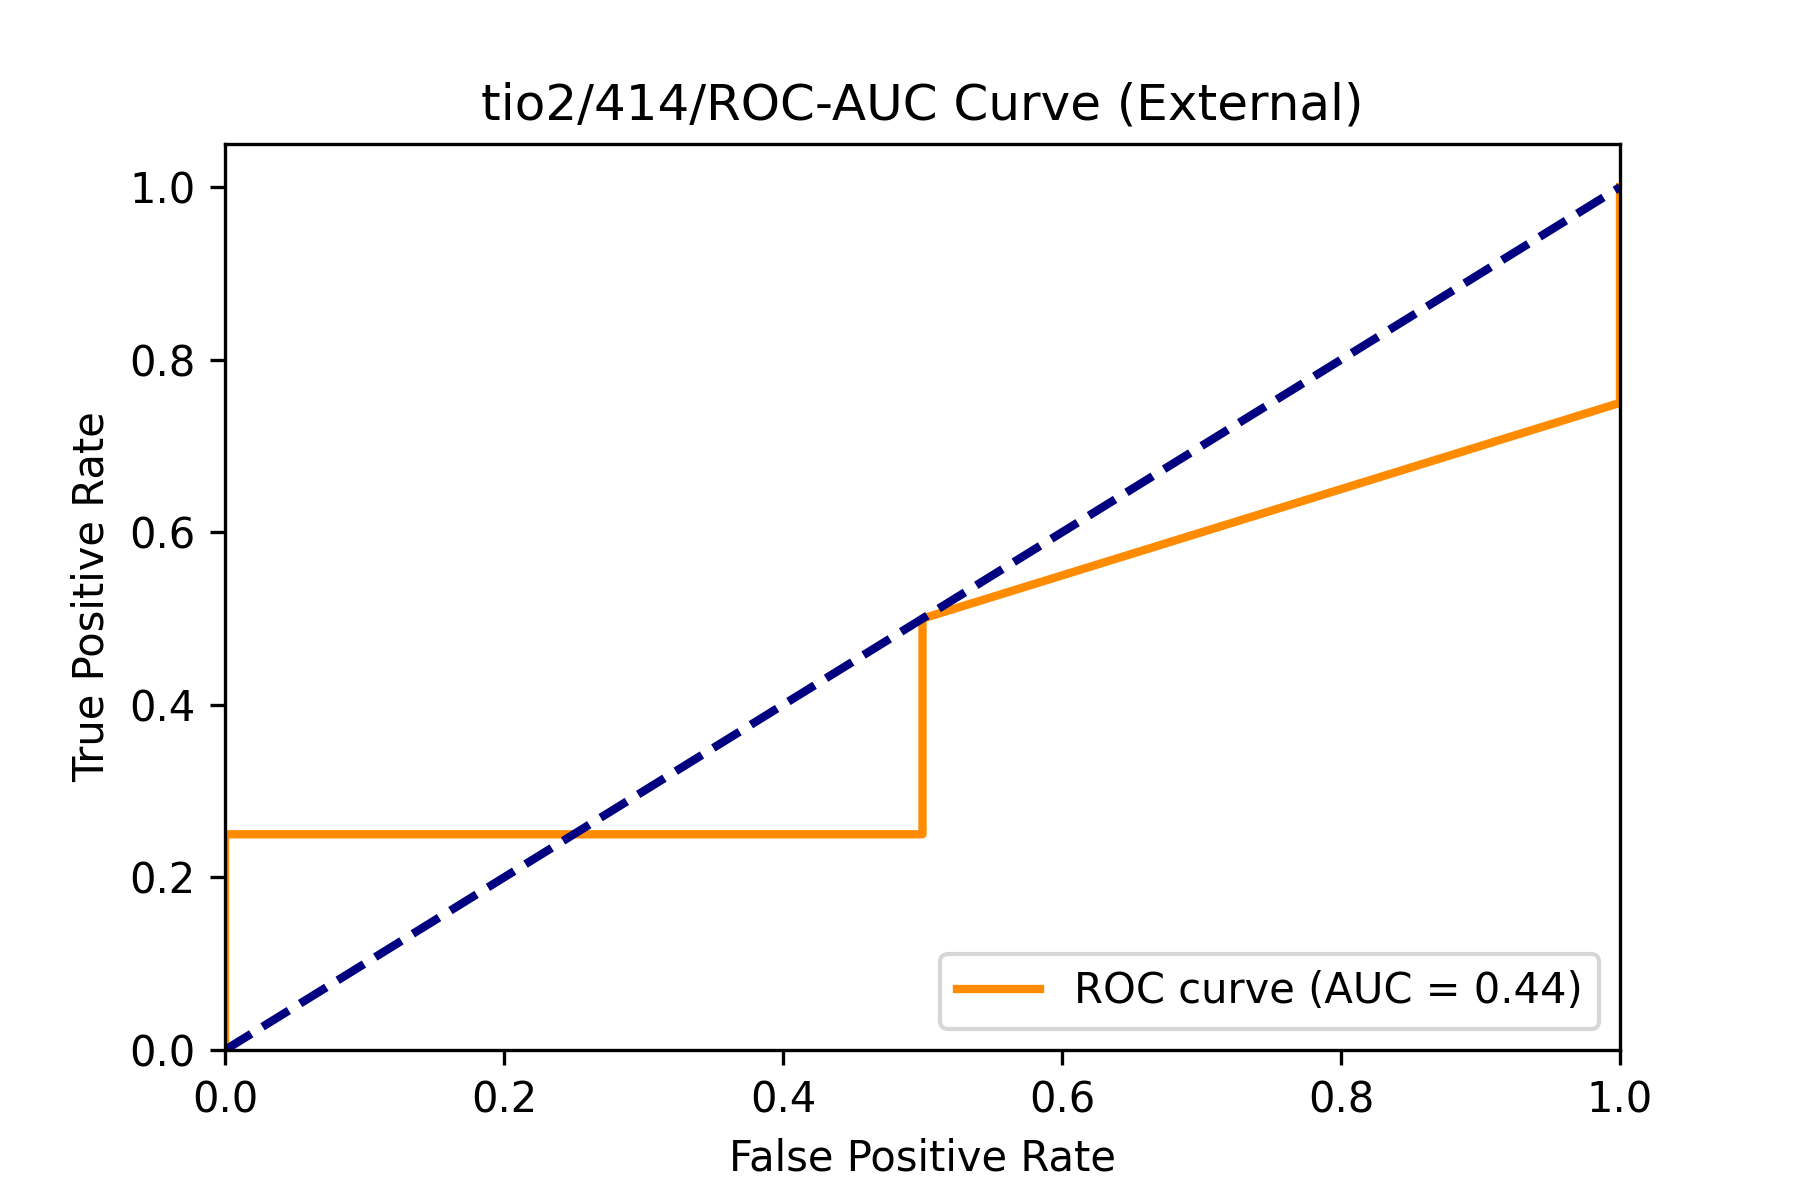 tio2/414/ROC-AUC Curve (External)
1.0
0.8
0.6
0.4
0.2
0.0
True Positive Rate
ROC curve (AUC = 0.44)
0.0 0.2 0.4 0.6 0.8 1.0
False Positive Rate